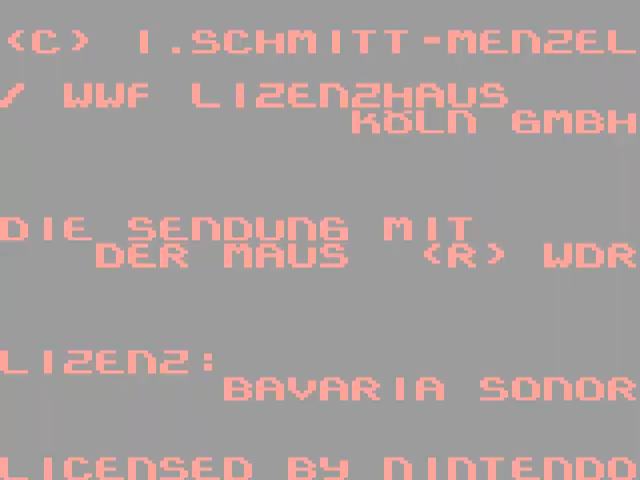 (C) I.SCHMITT-MENZEL
/ WWF LIZENZHAUS
KÖLN GMBH
DIE SENDUNG MIT
DER MAUS (R) WDR
LIZENZ:
BAVARIA SONOR
LICENSED BY NINTENDO